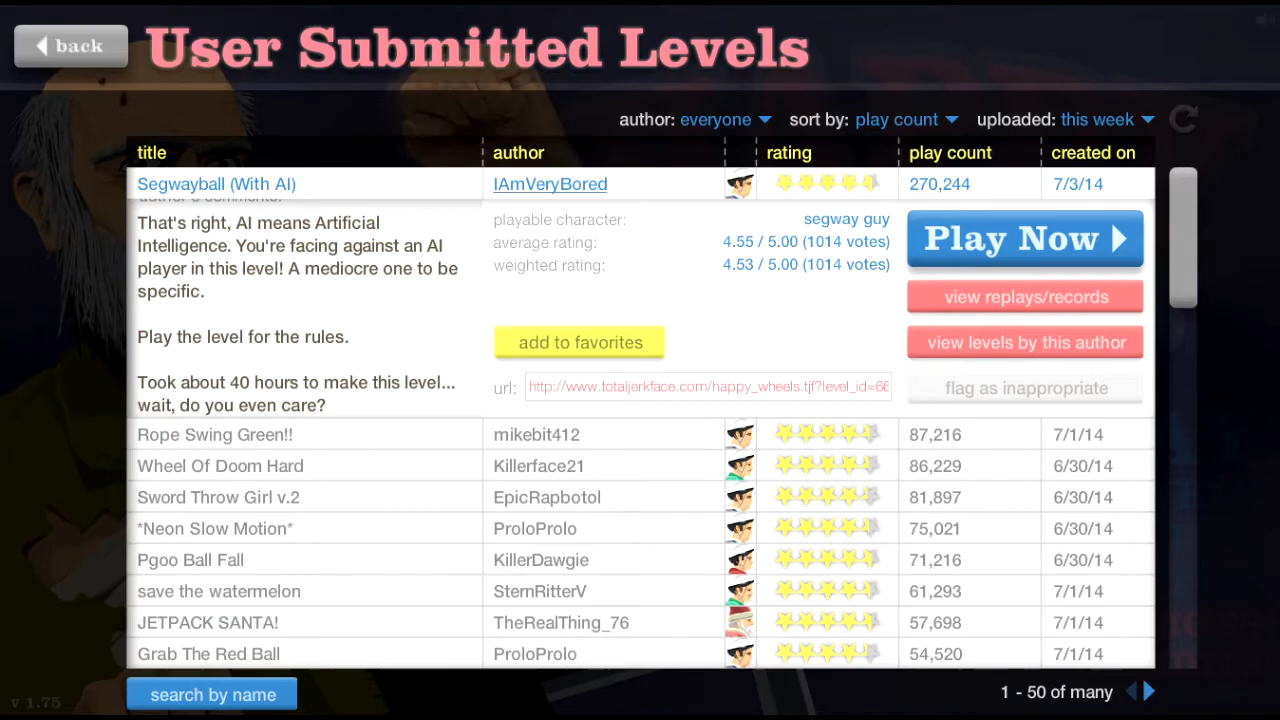 back
User Submitted Levels
author: everyone sort by: play count uploaded: this week
title author rating play count created on
Segwayball (With AI) IAmVeryBored 270,244 7/3/14
author's comments:
That's right, AI means Artificial
Intelligence. You're facing against an AI
player in this level! A mediocre one to be
specific.
Play the level for the rules.
Took about 40 hours to make this level...
wait, do you even care?
playable character: segway guy
average rating: 4.55 / 5.00 (1014 votes)
weighted rating: 4.53 / 5.00 (1014 votes)
add to favorites
url: http://www.totaljerkface.com/happy_wheels.tjf?level_id=66
Play Now
view replays/records
view levels by this author
flag as inappropriate
Rope Swing Green!! mikebit412 87,216 7/1/14
Wheel Of Doom Hard Killerface21 86,229 6/30/14
Sword Throw Girl v.2 EpicRapbotol 81,897 6/30/14
*Neon Slow Motion* ProloProlo 75,021 6/30/14
Pgoo Ball Fall KillerDawgie 71,216 6/30/14
save the watermelon SternRitterV 61,293 7/1/14
JETPACK SANTA! TheRealThing_76 57,698 7/1/14
Grab The Red Ball ProloProlo 54,520 7/1/14
v 1.75
search by name
1 - 50 of many